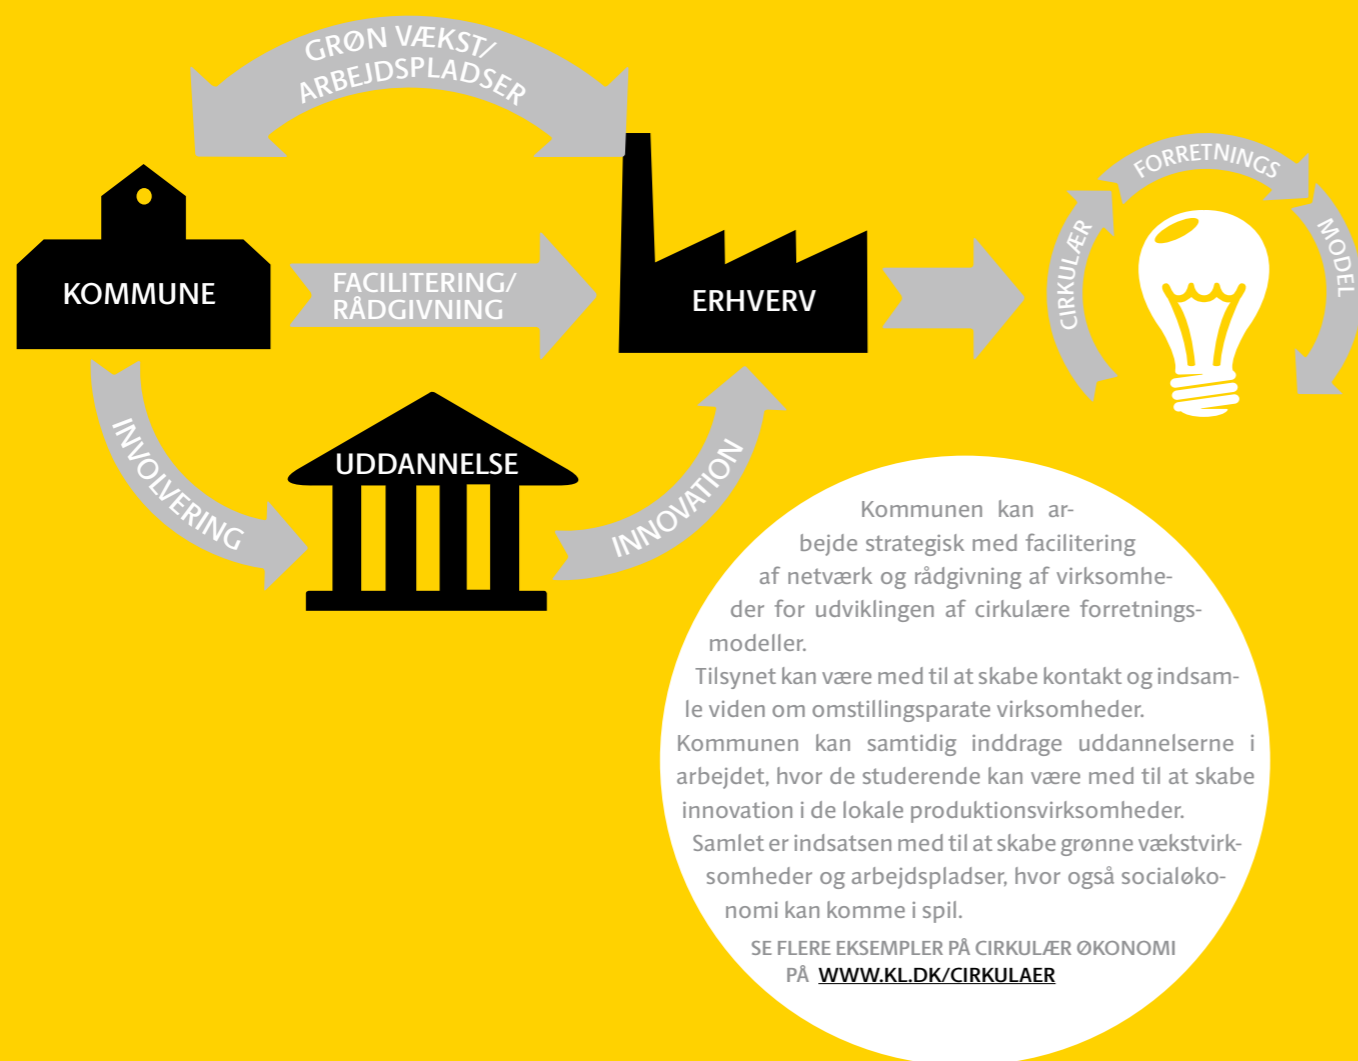 GRØN VÆKST/
ARBEJDSPLADSER
KOMMUNE
FACILITERING/
RÅDGIVNING
ERHVERV
CIRKULÆR
FORRETNINGS
MODEL
INVOLVERING
UDDANNELSE
INNOVATION
Kommunen kan ar-
bejde strategisk med facilitering
af netværk og rådgivning af virksomhe-
der for udviklingen af cirkulære forretnings-
modeller.
Tilsynet kan være med til at skabe kontakt og indsam-
le viden om omstillingsparate virksomheder.
Kommunen kan samtidig inddrage uddannelserne i
arbejdet, hvor de studerende kan være med til at skabe
innovation i de lokale produktionsvirksomheder.
Samlet er indsatsen med til at skabe grønne vækstvirk-
somheder og arbejdspladser, hvor også socialøko-
nomi kan komme i spil.
SE FLERE EKSEMPLER PÅ CIRKULÆR ØKONOMI
PÅ WWW.KL.DK/CIRKULAER